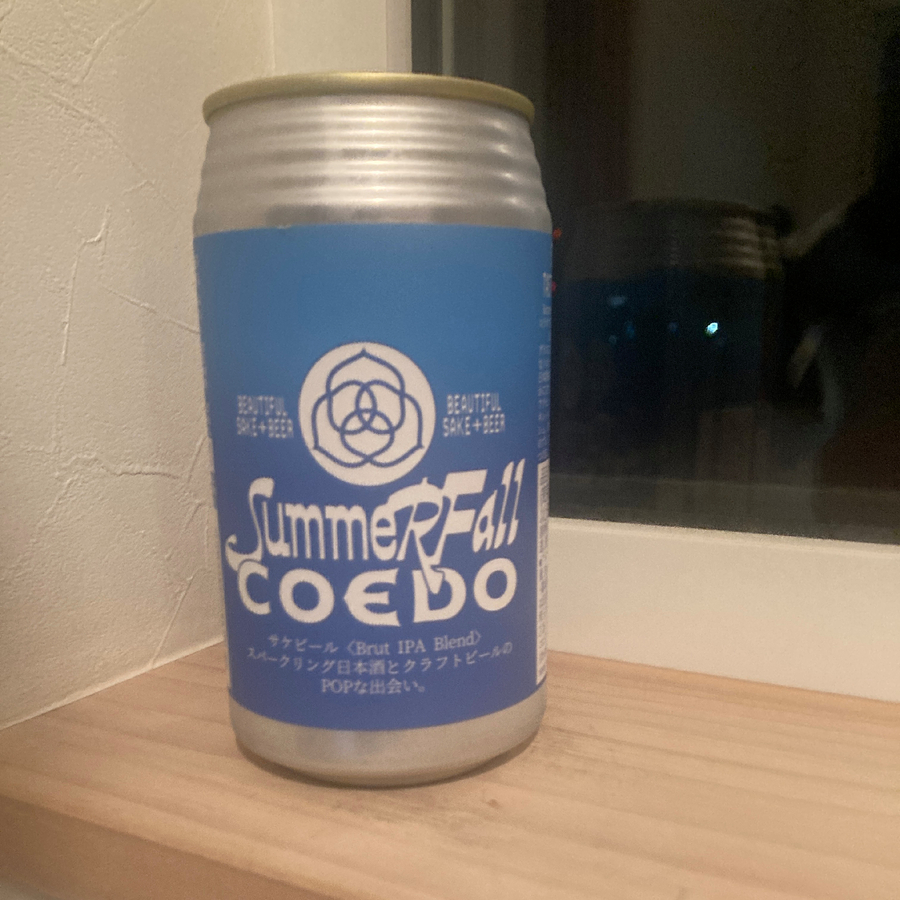 BEAUTIFUL
SAKE+BEER
BEAUTIFUL
SAKE+BEER
SummeRFall
COEDO
サケビール〈Brut IPA Blend〉
スパークリング日本酒とクラフトビールの
POPな出会い。